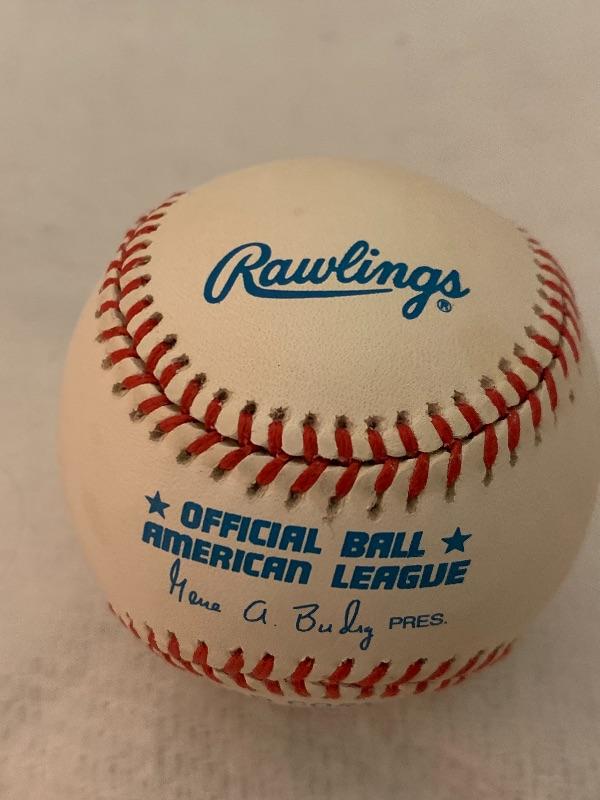 Rawlings®
★ OFFICIAL BALL ★
AMERICAN LEAGUE
Gene A. Budig PRES.